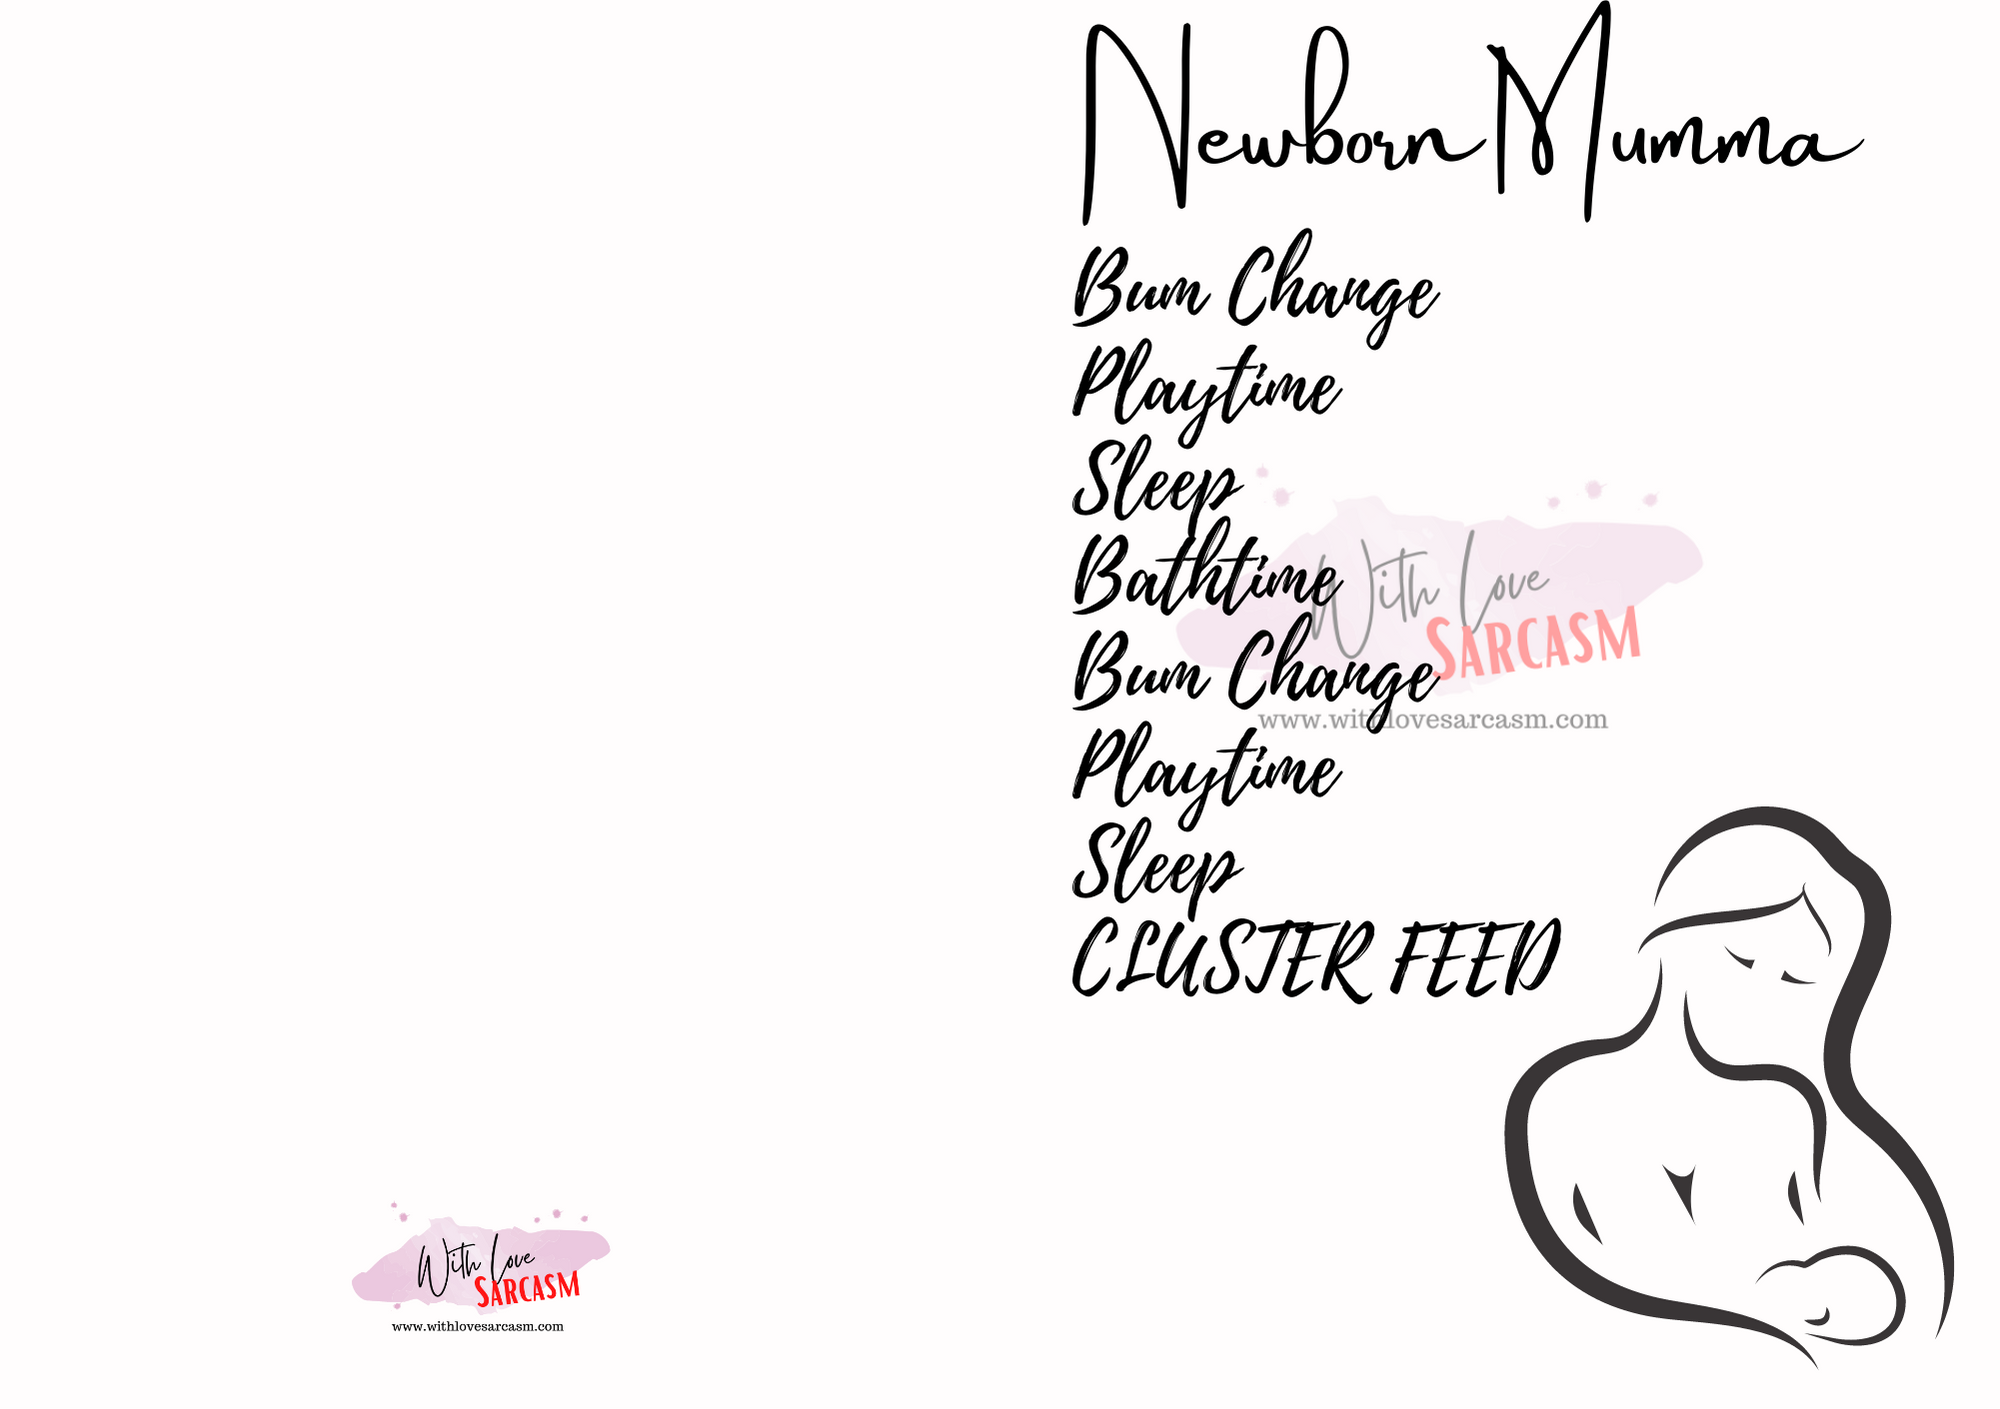 Newborn Mumma
Bum Change
Playtime
Sleep
Bathtime
Bum Change
Playtime
Sleep
CLUSTER FEED
With Love
SARCASM
www.withlovesarcasm.com
With Love
SARCASM
www.withlovesarcasm.com